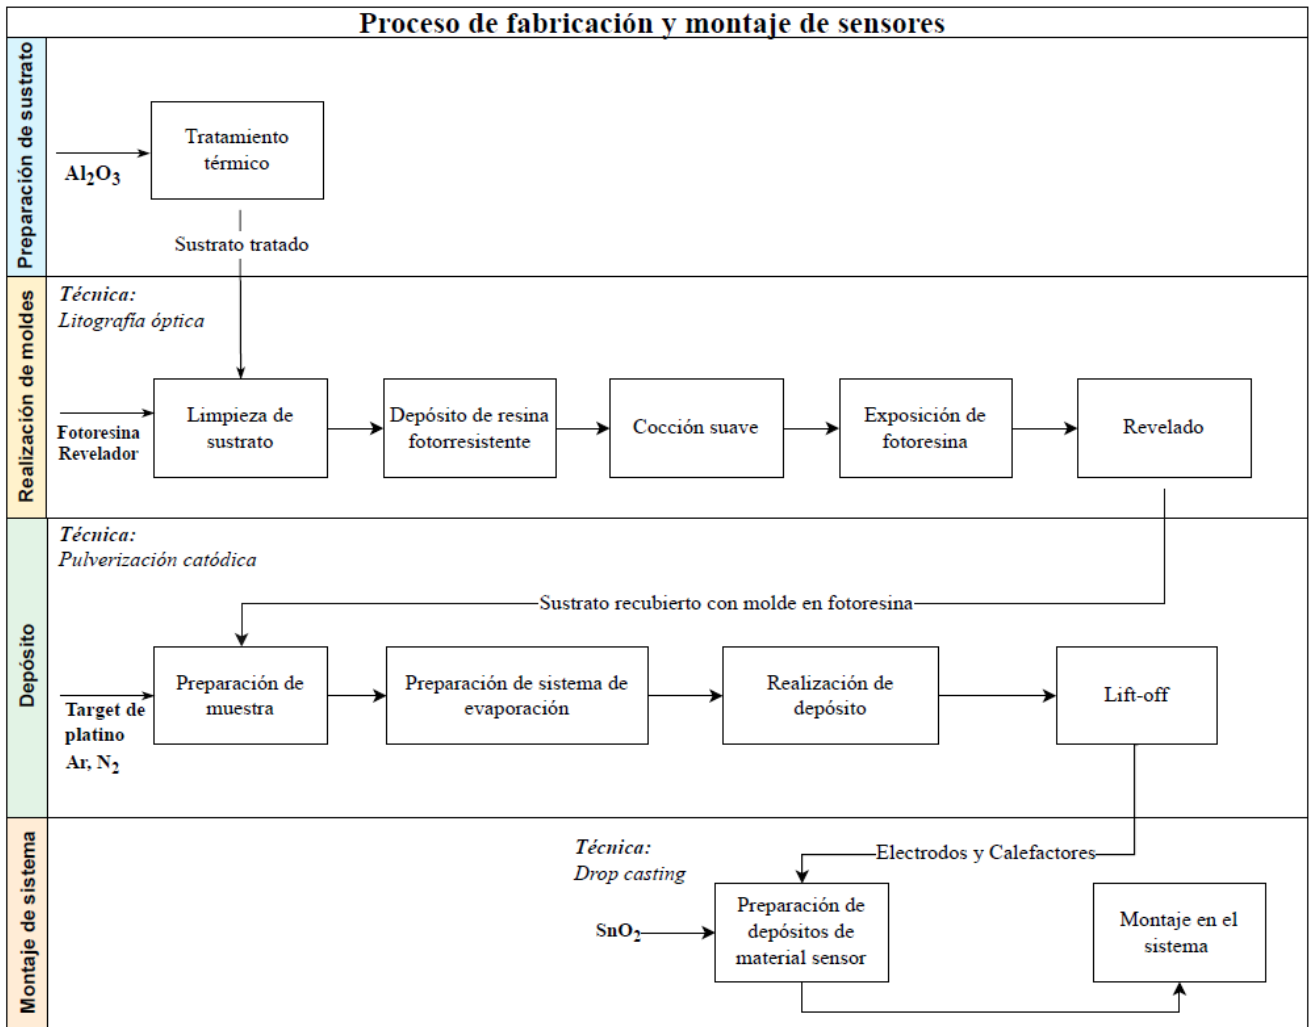 Proceso de fabricación y montaje de sensores
Preparación de sustrato
Al₂O₃
Tratamiento
térmico
Sustrato tratado
Realización de moldes
Técnica:
Litografía óptica
Fotoresina
Revelador
Limpieza de
sustrato
Depósito de resina
fotorresistente
Cocción suave
Exposición de
fotoresina
Revelado
Depósito
Técnica:
Pulverización catódica
Sustrato recubierto con molde en fotoresina
Target de
platino
Ar, N₂
Preparación de
muestra
Preparación de sistema de
evaporación
Realización de
depósito
Lift-off
Montaje de sistema
Técnica:
Drop casting
Electrodos y Calefactores
SnO₂
Preparación de
depósitos de
material sensor
Montaje en el
sistema